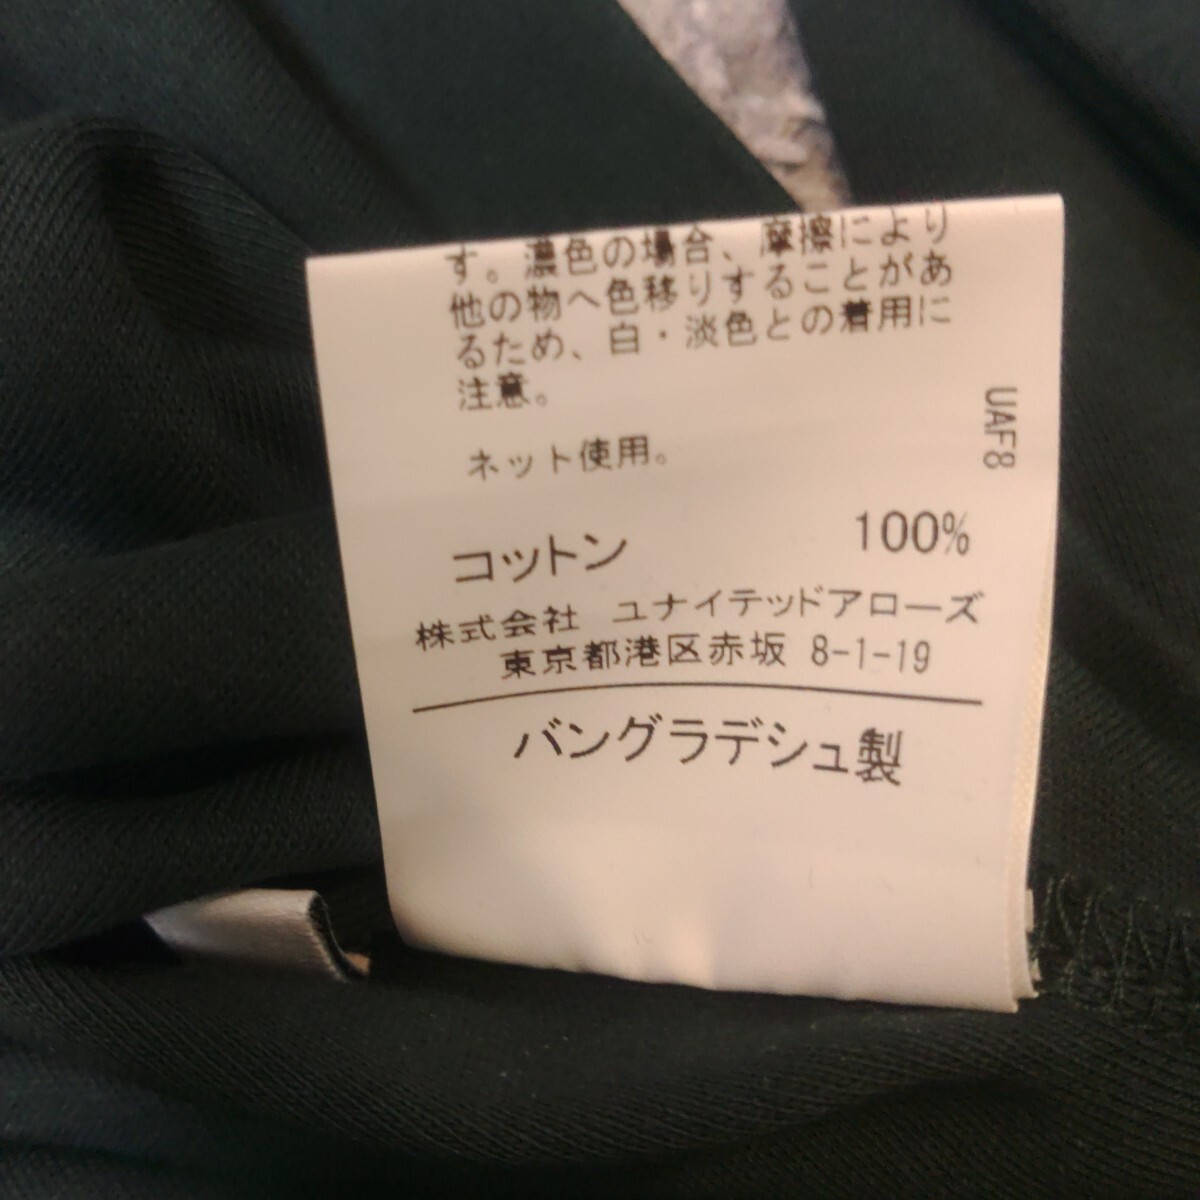 す。濃色の場合、摩擦により
他の物へ色移りすることがあ
るため、白・淡色との着用に
注意。
ネット使用。
UAF8
コットン 100%
株式会社 ユナイテッドアローズ
東京都港区赤坂 8-1-19
バングラデシュ製